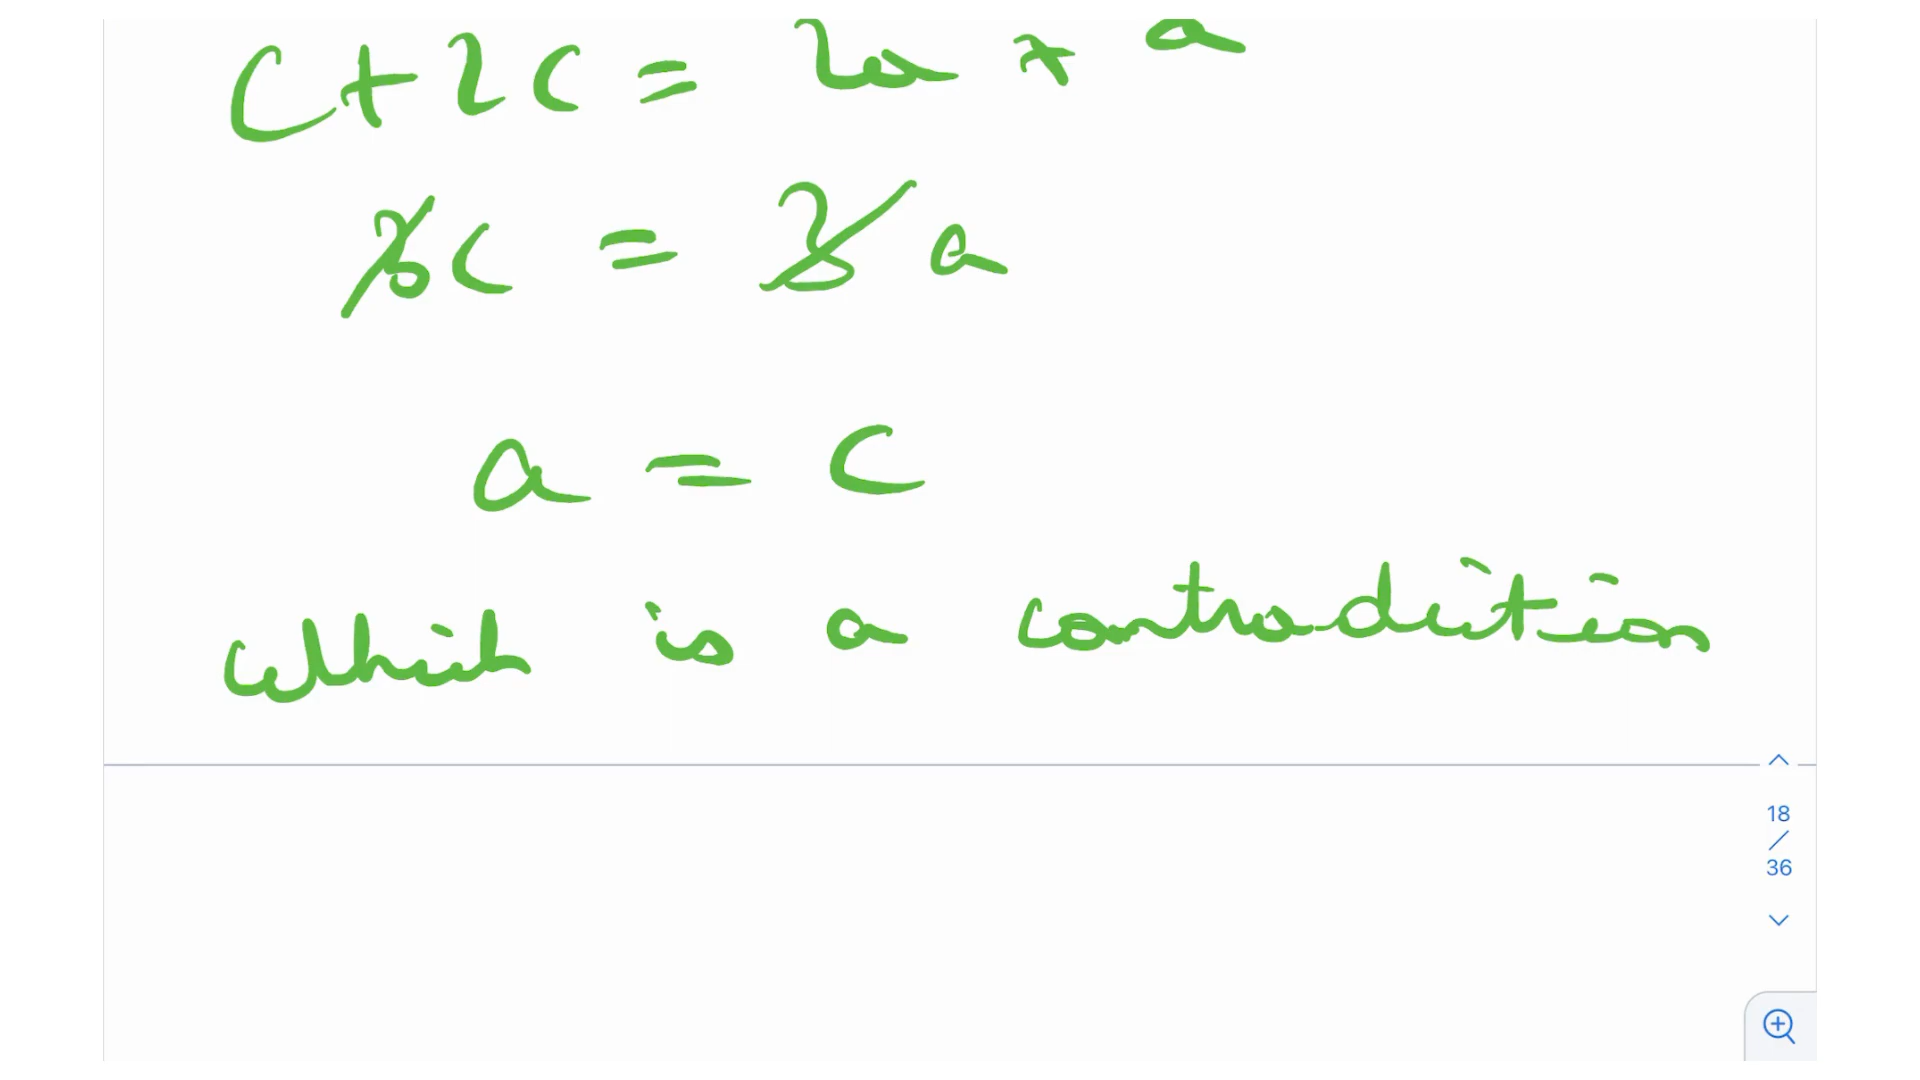 C+2C = 2a + a
3C = 3a
a = C
which is a contradiction
18
/
36